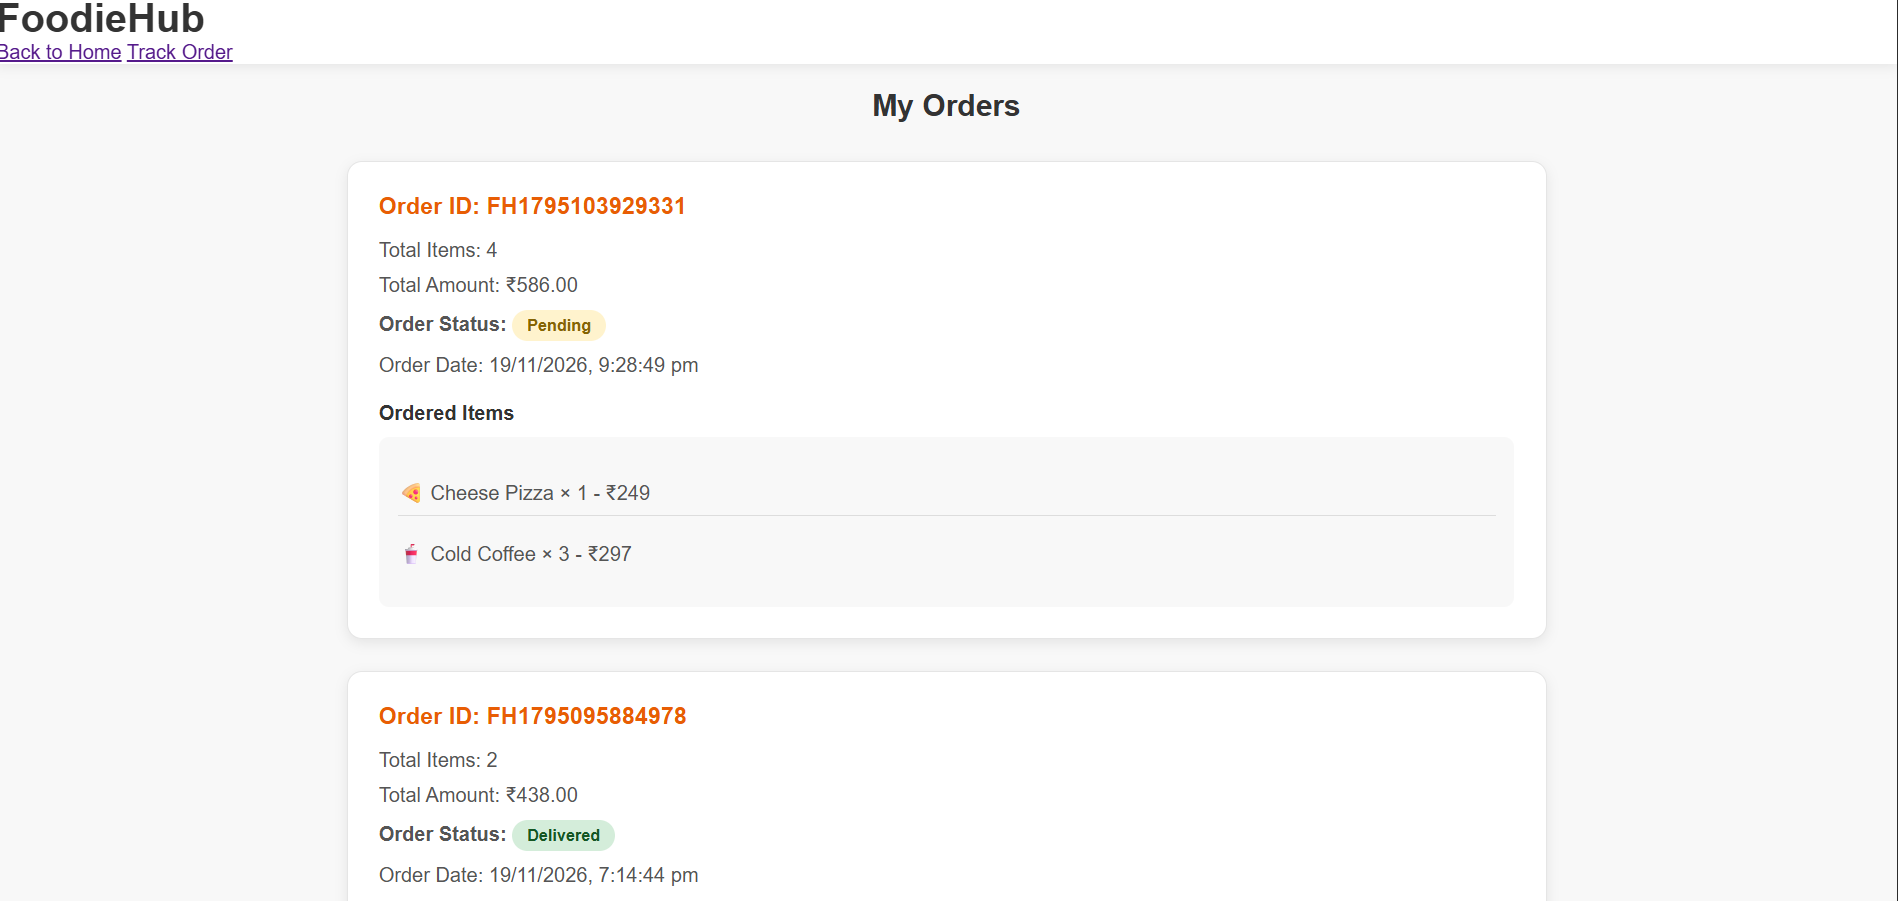 FoodieHub
Back to Home Track Order
My Orders
Order ID: FH1795103929331
Total Items: 4
Total Amount: ₹586.00
Order Status: Pending
Order Date: 19/11/2026, 9:28:49 pm
Ordered Items
Cheese Pizza × 1 - ₹249
Cold Coffee × 3 - ₹297
Order ID: FH1795095884978
Total Items: 2
Total Amount: ₹438.00
Order Status: Delivered
Order Date: 19/11/2026, 7:14:44 pm